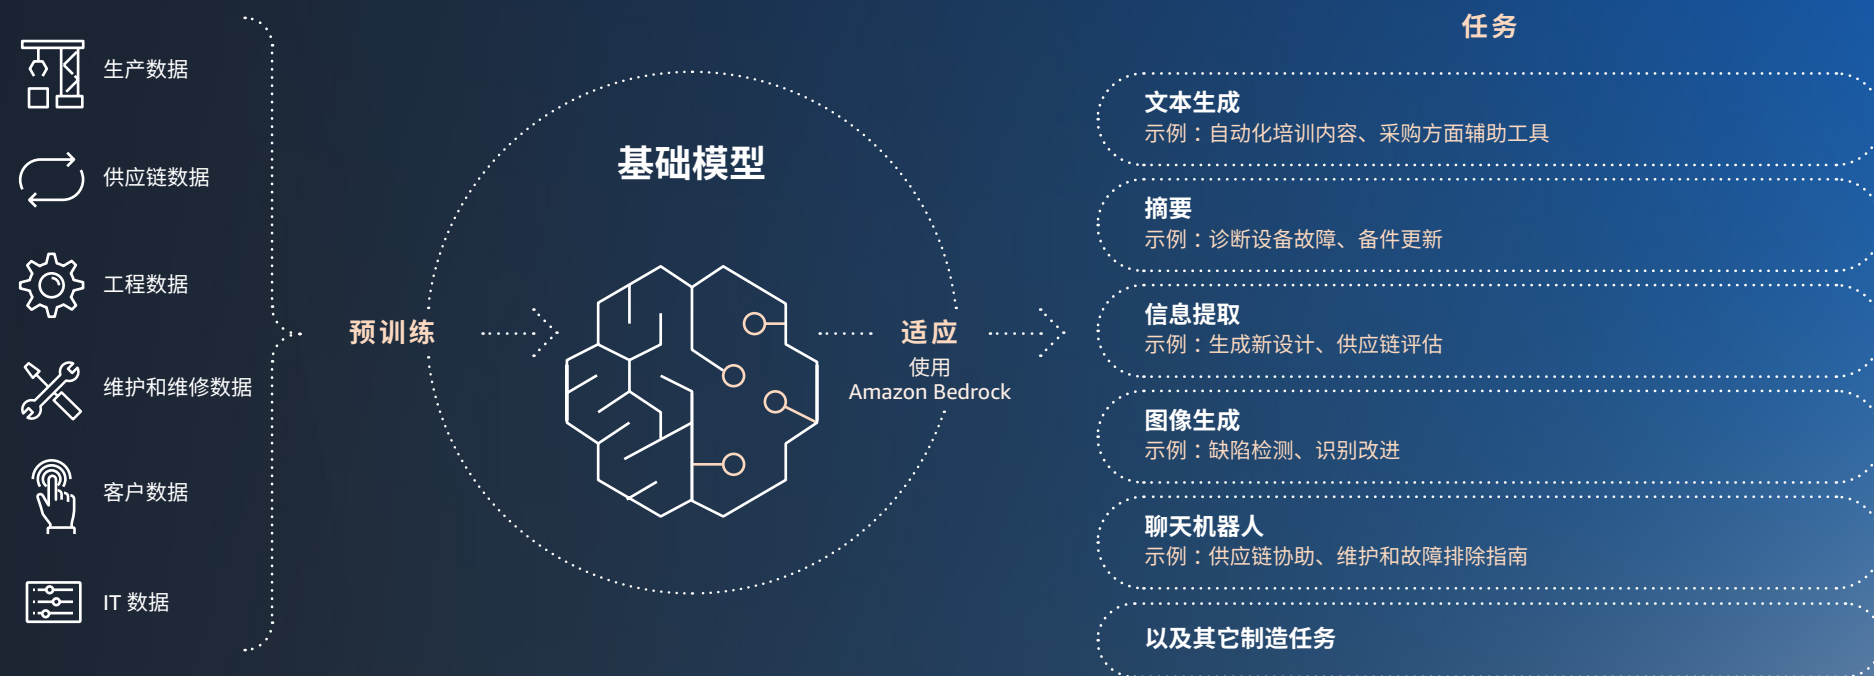 生产数据
供应链数据
工程数据
维护和维修数据
客户数据
IT 数据
预训练
基础模型
适应
使用
Amazon Bedrock
任务
文本生成
示例：自动化培训内容、采购方面辅助工具
摘要
示例：诊断设备故障、备件更新
信息提取
示例：生成新设计、供应链评估
图像生成
示例：缺陷检测、识别改进
聊天机器人
示例：供应链协助、维护和故障排除指南
以及其它制造任务